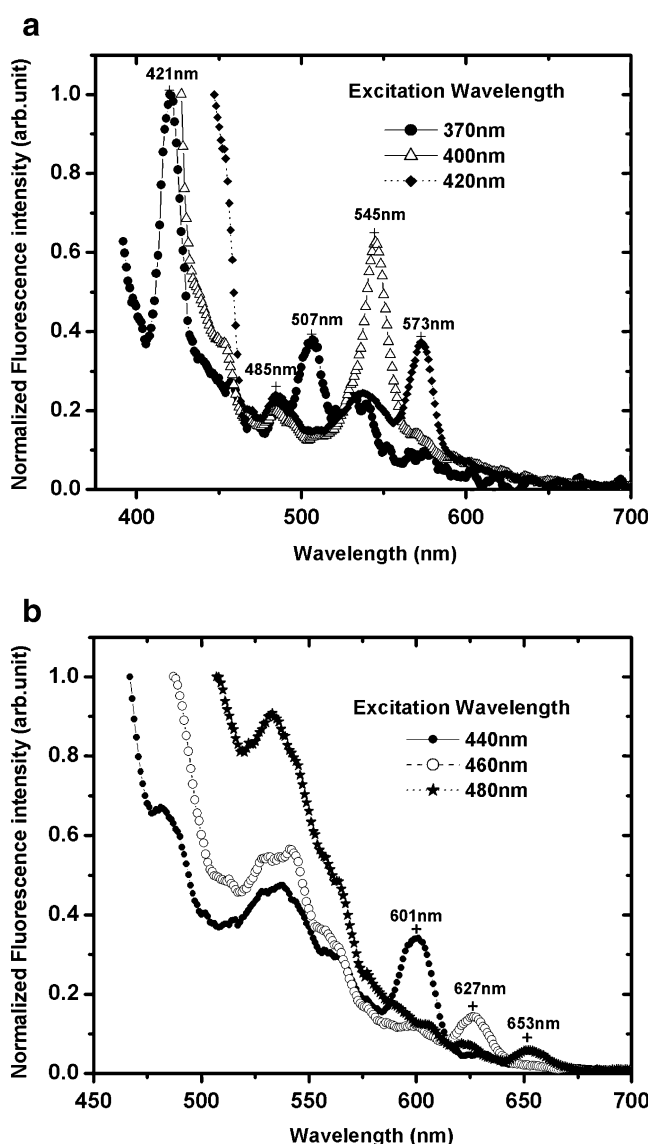 a
421nm
Excitation Wavelength
370nm
400nm
420nm
545nm
507nm
573nm
485nm
Normalized Fluorescence intensity (arb.unit)
1.0
0.8
0.6
0.4
0.2
0.0
400 500 600 700
Wavelength (nm)
b
Excitation Wavelength
440nm
460nm
480nm
601nm
627nm
653nm
Normalized Fluorescence intensity (arb.unit)
1.0
0.8
0.6
0.4
0.2
0.0
450 500 550 600 650 700
Wavelength (nm)